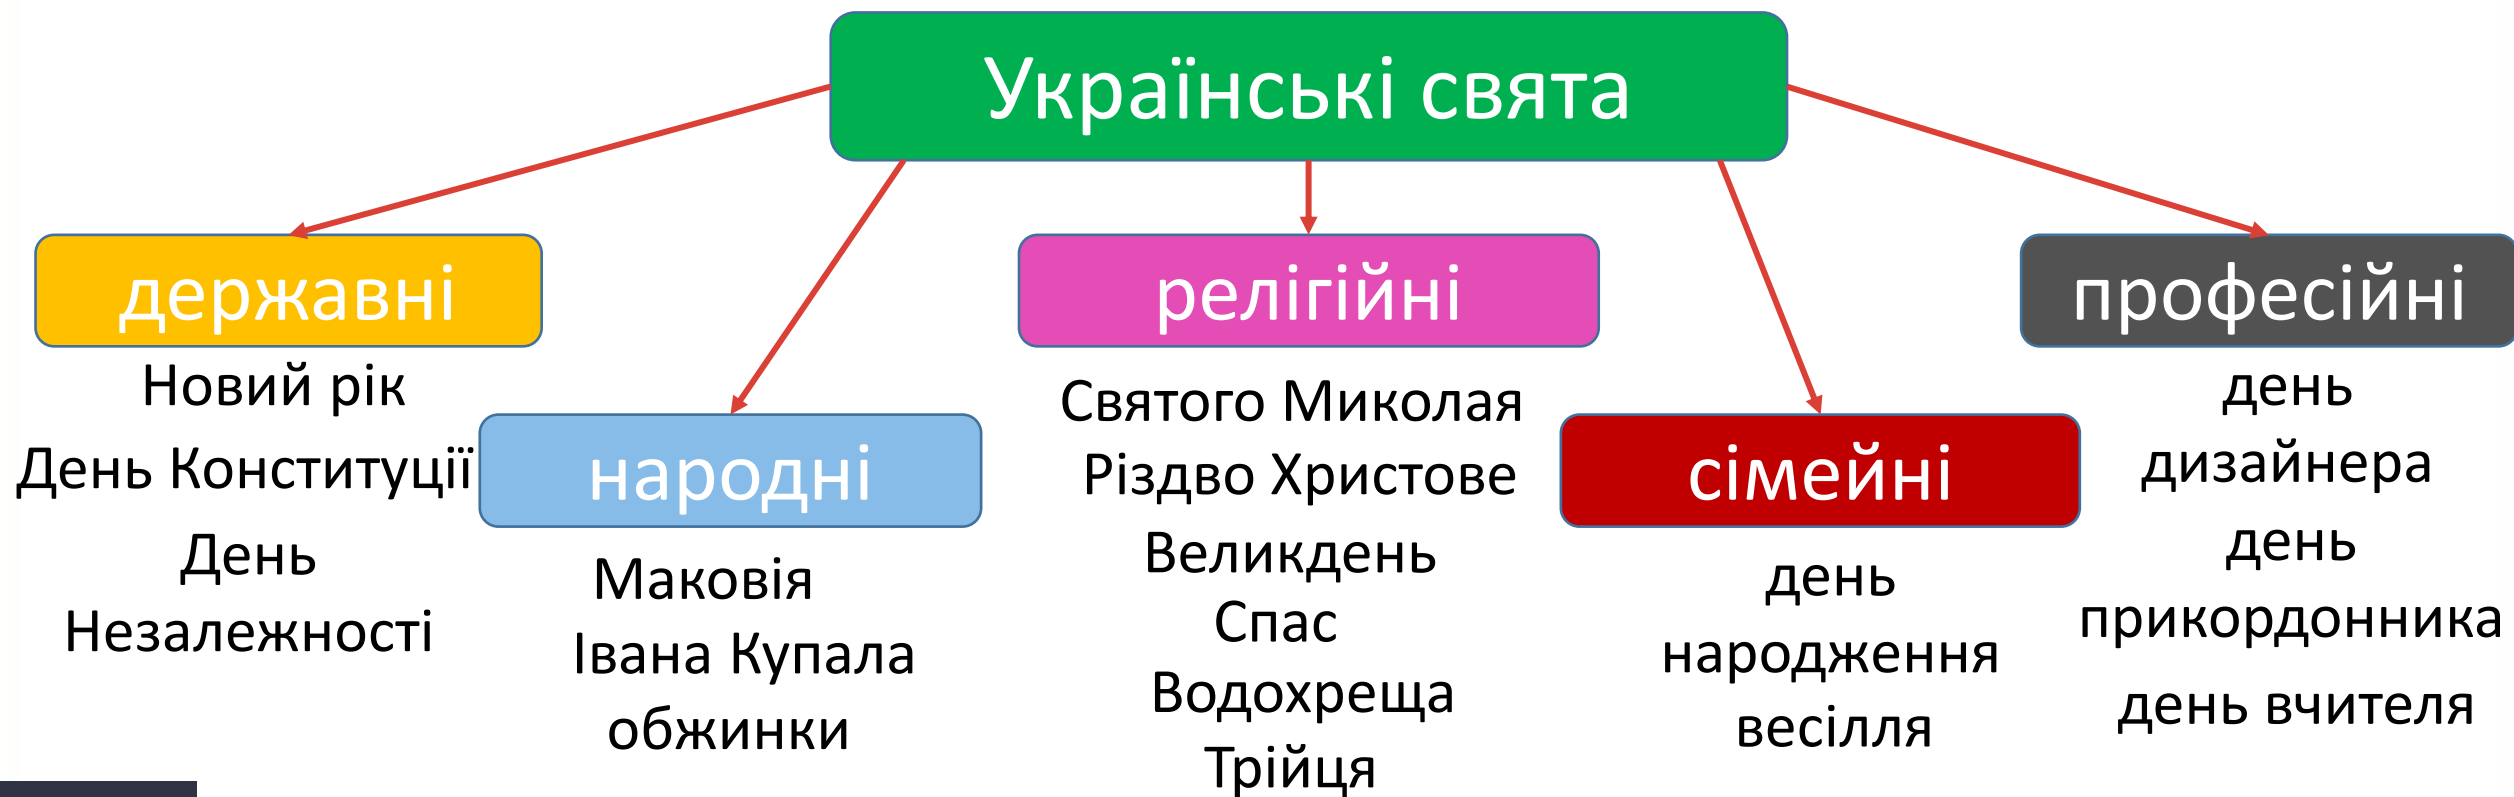 Українські свята
державні
Новий рік
День Конституції
День
Незалежності
народі
Маковія
Івана Купала
обжинки
релігійні
Святого Миколая
Різдво Христове
Великдень
Спас
Водохреща
Трійця
сімейні
день
народження
весілля
професійні
день
дизайнера
день
прикордонника
день вчителя